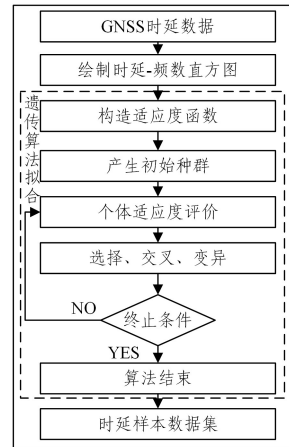 GNSS时延数据
绘制时延-频数直方图
遗传算法拟合
构造适应度函数
产生初始种群
个体适应度评价
选择、交叉、变异
NO
终止条件
YES
算法结束
时延样本数据集